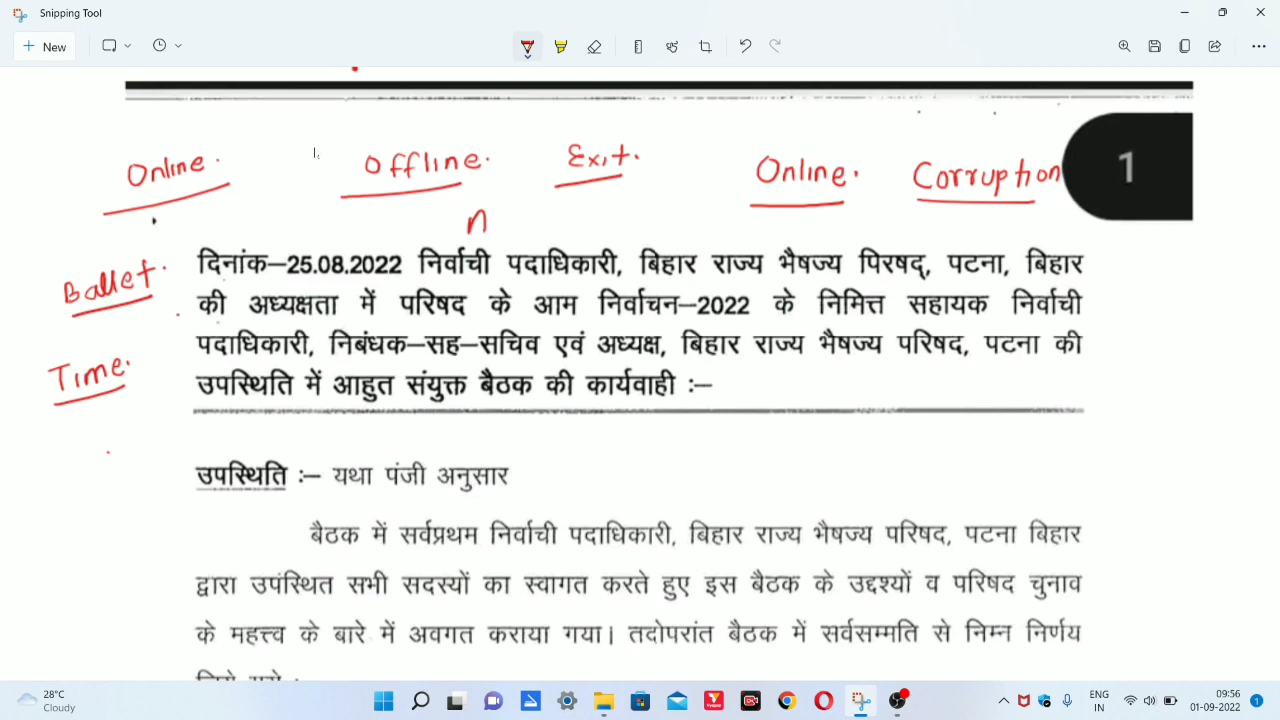 Snipping Tool
New
Online.
Offline.
Exit.
Online.
Corruption
1
n
Ballet.
Time.
दिनांक–25.08.2022 निर्वाची पदाधिकारी, बिहार राज्य भैषज्य पिरषद्, पटना, बिहार
की अध्यक्षता में परिषद के आम निर्वाचन–2022 के निमित्त सहायक निर्वाची
पदाधिकारी, निबंधक–सह–सचिव एवं अध्यक्ष, बिहार राज्य भैषज्य परिषद, पटना की
उपस्थिति में आहुत संयुक्त बैठक की कार्यवाही :–
उपस्थिति :– यथा पंजी अनुसार
बैठक में सर्वप्रथम निर्वाची पदाधिकारी, बिहार राज्य भैषज्य परिषद, पटना बिहार
द्वारा उपंस्थित सभी सदस्यों का स्वागत करते हुए इस बैठक के उद्दश्यों व परिषद चुनाव
के महत्त्व के बारे में अवगत कराया गया। तदोपरांत बैठक में सर्वसम्मति से निम्न निर्णय
28°C
Cloudy
ENG
IN
09:56
01-09-2022
1